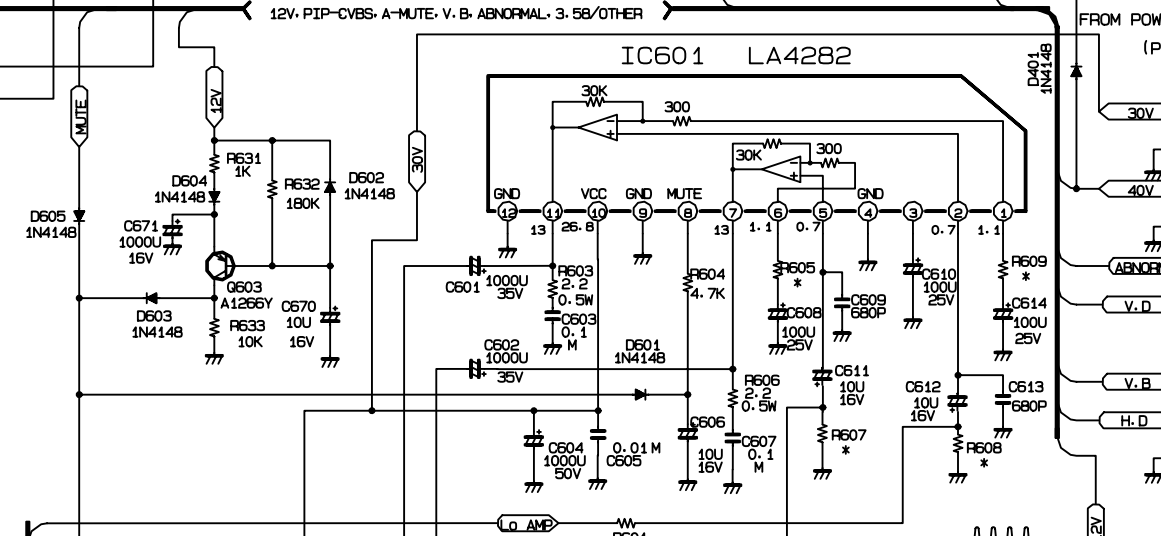 12V, PIP-CVBS, A-MUTE, V.B, ABNORMAL, 3.58/OTHER
FROM POW
(P
IC601 LA4282
D401
1N4148
MUTE
12V
30V
30V
40V
30K
300
30K
300
GND
VCC
GND
MUTE
GND
12
11
10
9
8
7
6
5
4
3
2
1
13
26.8
13
1.1
0.7
0.7
1.1
R631
1K
D604
1N4148
R632
180K
D602
1N4148
D605
1N4148
C671
1000U
16V
Q603
A1266Y
D603
1N4148
R633
10K
C670
10U
16V
C601
1000U
35V
R603
2.2
0.5W
C603
0.1
M
R604
4.7K
R605
*
C608
100U
25V
C609
680P
C610
100U
25V
R609
*
C614
100U
25V
ABNOR
V.D
V.B
H.D
C602
1000U
35V
D601
1N4148
R606
2.2
0.5W
C611
10U
16V
C612
10U
16V
C613
680P
C604
1000U
50V
0.01M
C605
C606
10U
16V
C607
0.1
M
R607
*
R608
*
Lo AMP
2V